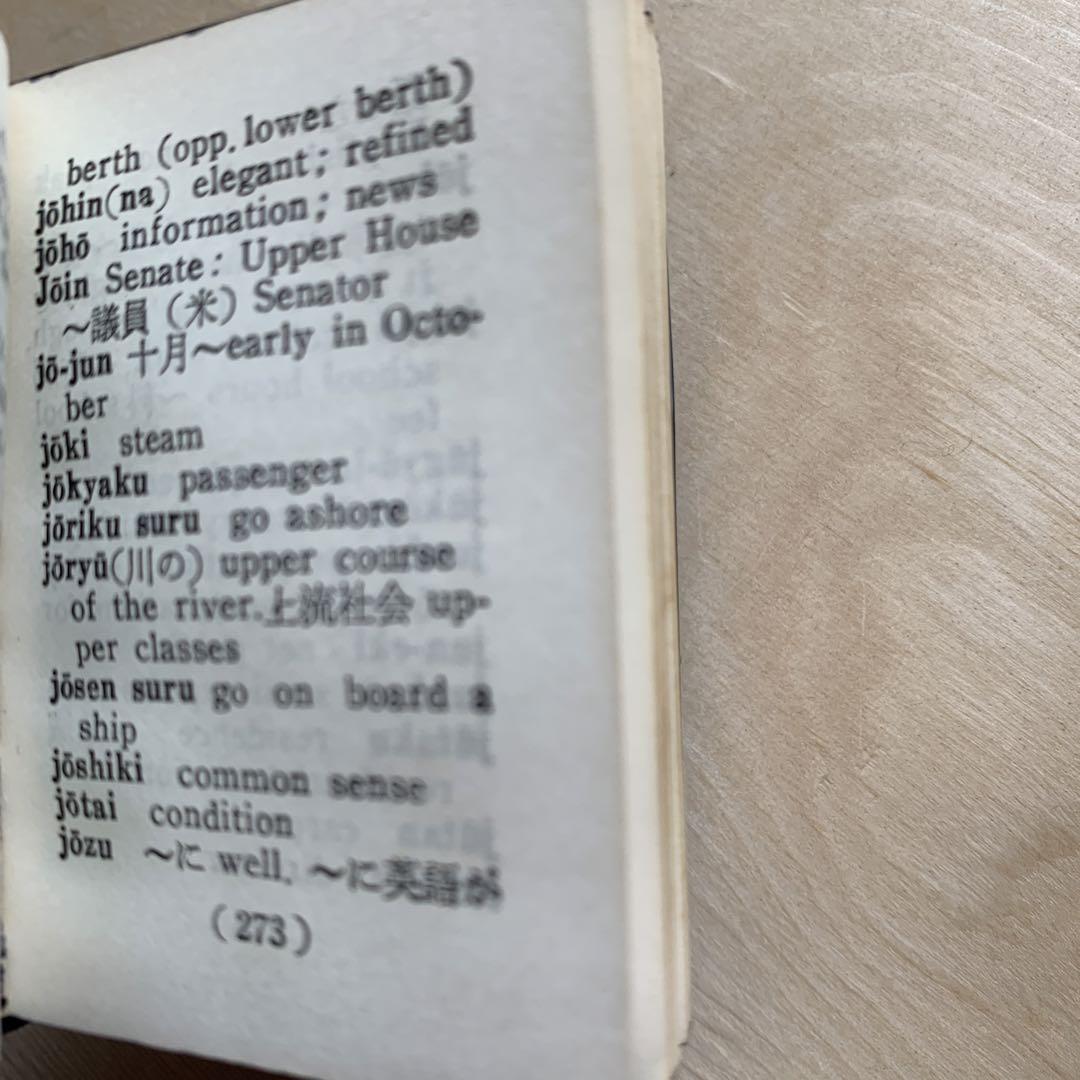 berth (opp. lower berth)
jōhin(na) elegant; refined
jōhō information; news
Jōin Senate: Upper House
〜議員（米）Senator
jō-jun 十月〜early in Octo-
ber
jōki steam
jōkyaku passenger
jōriku suru go ashore
jōryū(川の) upper course
of the river.上流社会 up-
per classes
jōsen suru go on board a
ship
jōshiki common sense
jōtai condition
jōzu 〜に well. 〜に英語が
(273)